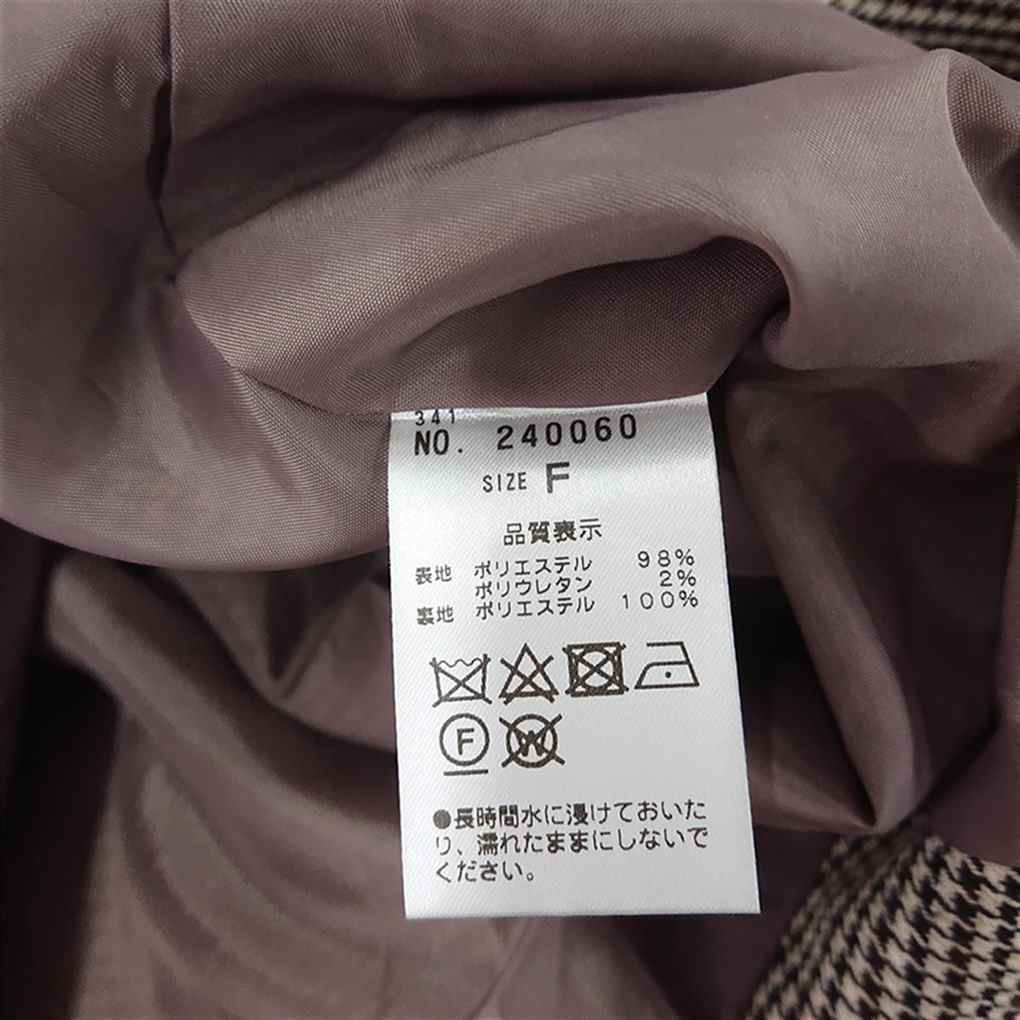 341
NO. 240060
SIZE F
品質表示
表地 ポリエステル 98%
ポリウレタン 2%
裏地 ポリエステル 100%
F W
●長時間水に浸けておいた
り、濡れたままにしないで
ください。